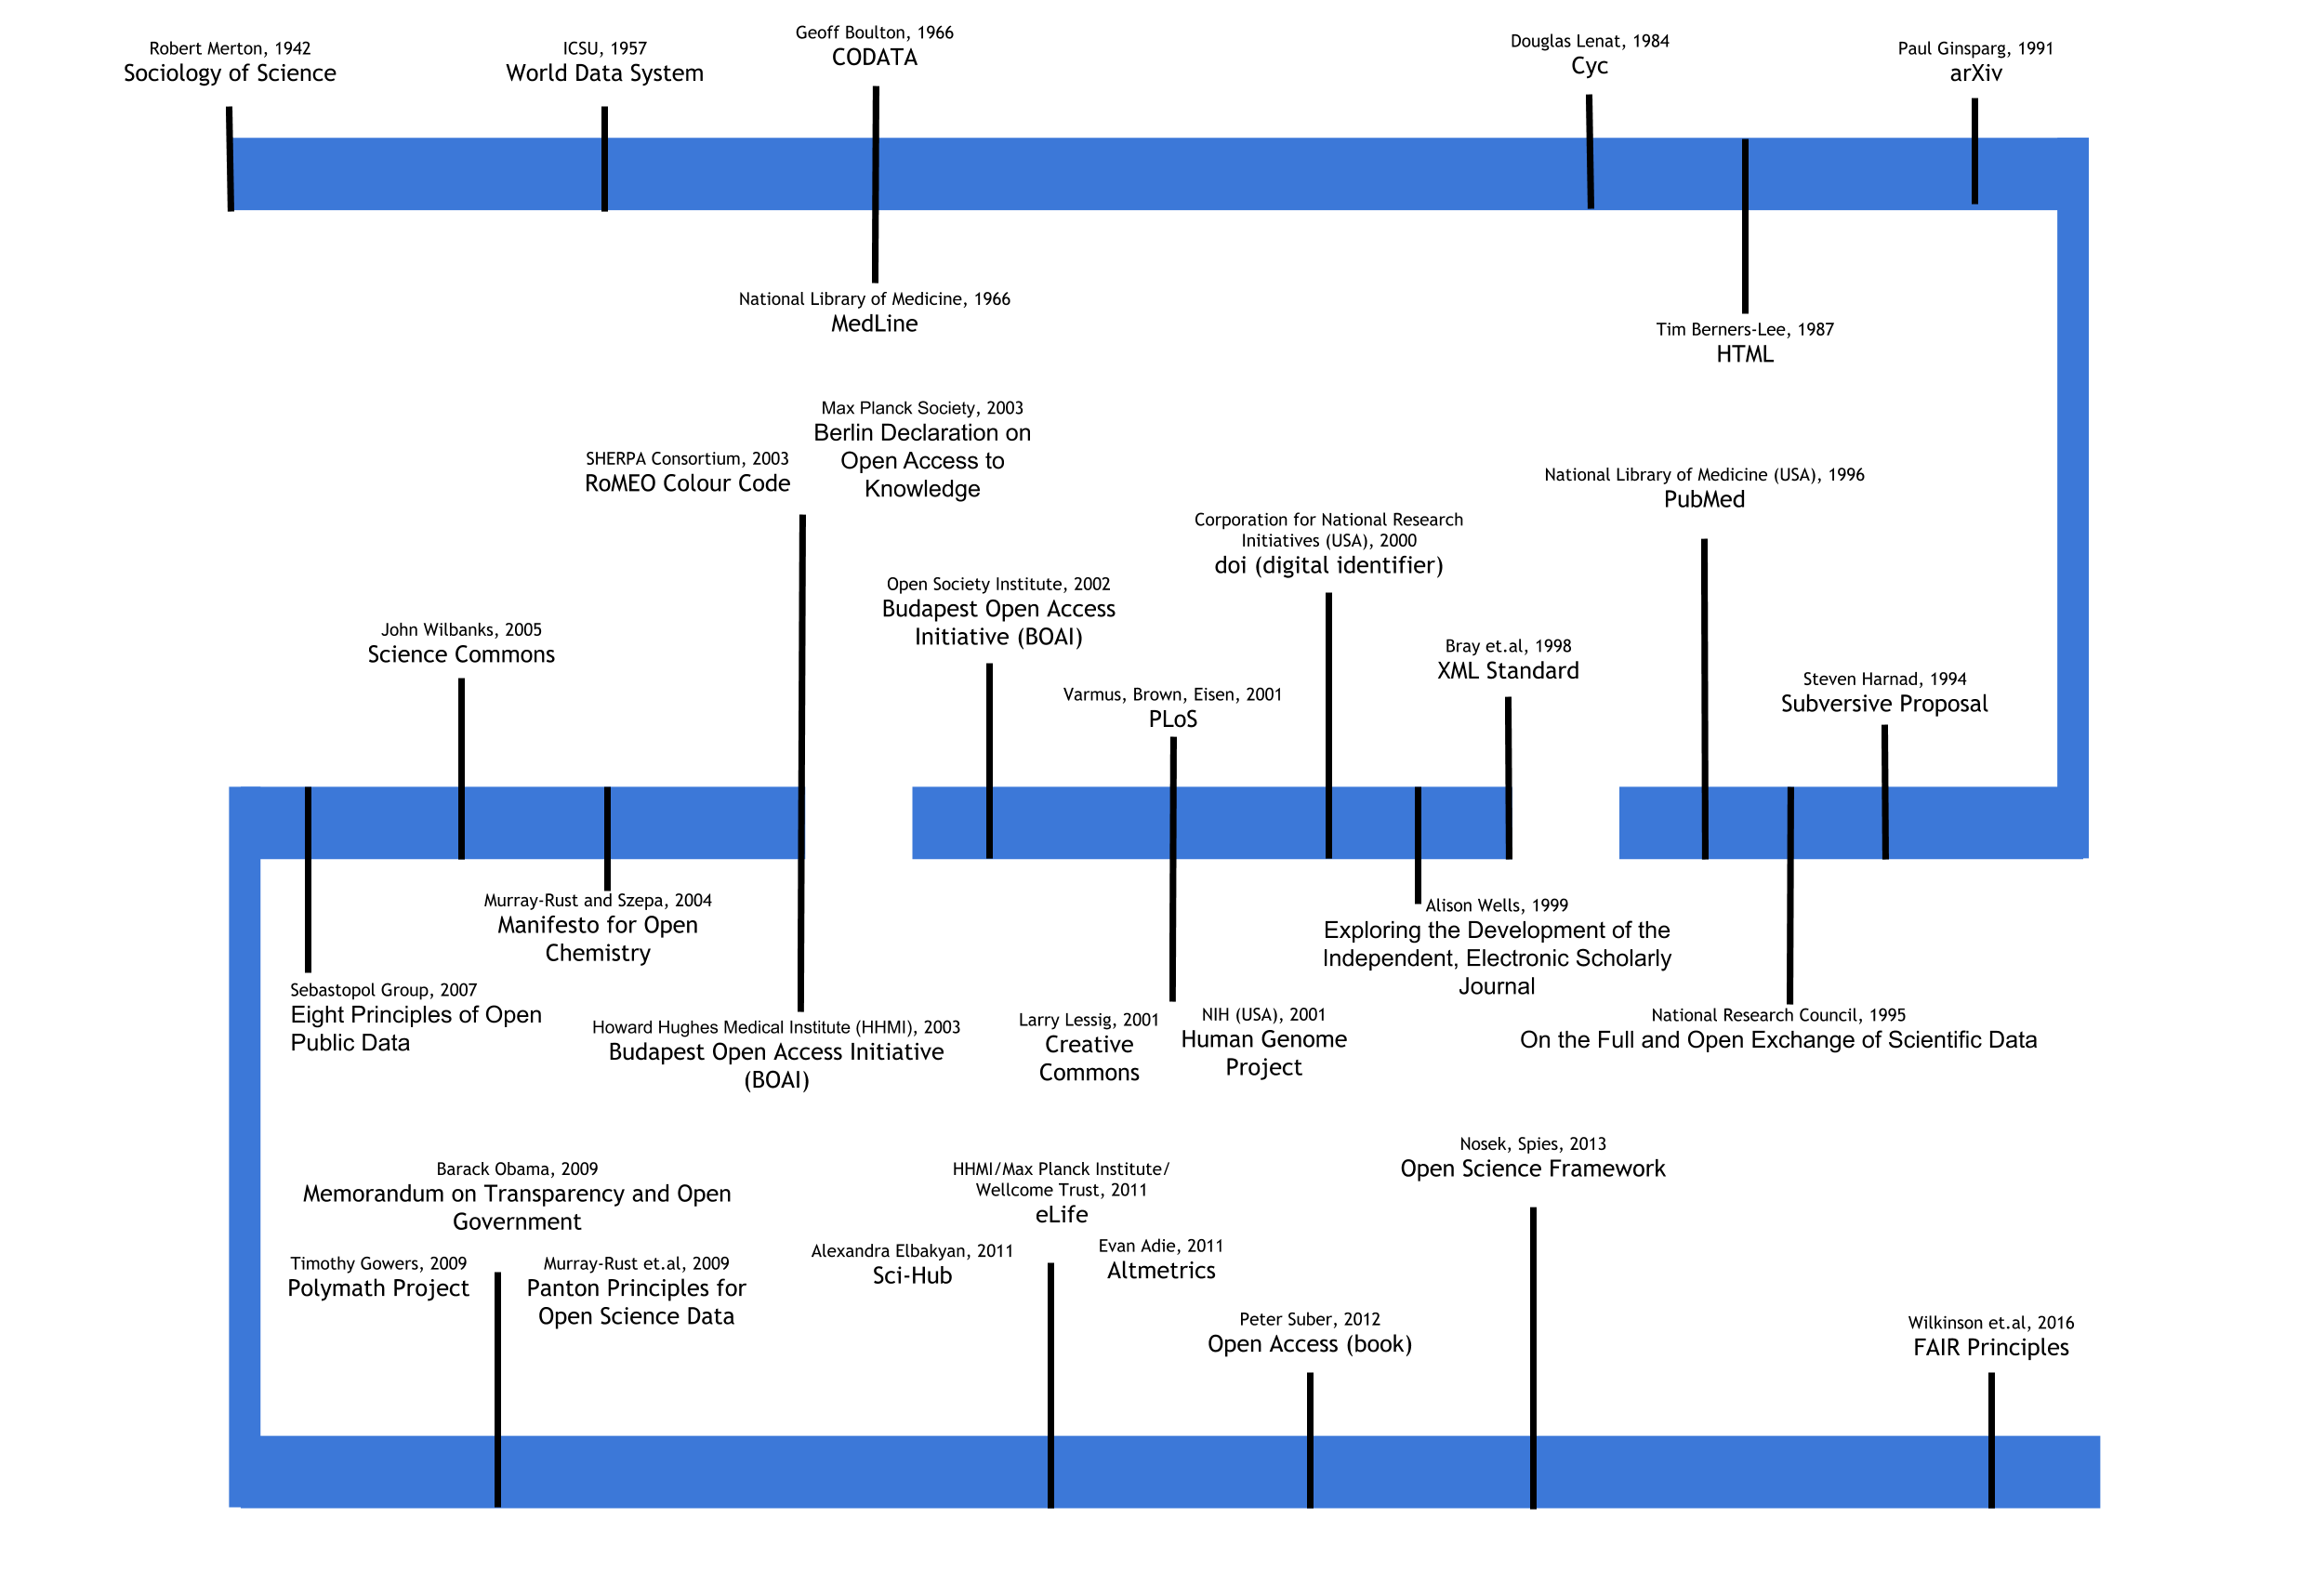 Robert Merton, 1942
Sociology of Science
ICSU, 1957
World Data System
Geoff Boulton, 1966
CODATA
Douglas Lenat, 1984
Cyc
Paul Ginsparg, 1991
arXiv
National Library of Medicine, 1966
MedLine
Tim Berners-Lee, 1987
HTML
Max Planck Society, 2003
Berlin Declaration on
Open Access to
Knowledge
SHERPA Consortium, 2003
RoMEO Colour Code
National Library of Medicine (USA), 1996
PubMed
Corporation for National Research
Initiatives (USA), 2000
doi (digital identifier)
Open Society Institute, 2002
Budapest Open Access
Initiative (BOAI)
John Wilbanks, 2005
Science Commons
Bray et.al, 1998
XML Standard
Varmus, Brown, Eisen, 2001
PLoS
Steven Harnad, 1994
Subversive Proposal
Murray-Rust and Szepa, 2004
Manifesto for Open
Chemistry
Alison Wells, 1999
Exploring the Development of the
Independent, Electronic Scholarly
Journal
Sebastopol Group, 2007
Eight Principles of Open
Public Data
Howard Hughes Medical Institute (HHMI), 2003
Budapest Open Access Initiative
(BOAI)
Larry Lessig, 2001
Creative
Commons
NIH (USA), 2001
Human Genome
Project
National Research Council, 1995
On the Full and Open Exchange of Scientific Data
Barack Obama, 2009
Memorandum on Transparency and Open
Government
Timothy Gowers, 2009
Polymath Project
Murray-Rust et.al, 2009
Panton Principles for
Open Science Data
HHMI/Max Planck Institute/
Wellcome Trust, 2011
eLife
Alexandra Elbakyan, 2011
Sci-Hub
Evan Adie, 2011
Altmetrics
Peter Suber, 2012
Open Access (book)
Nosek, Spies, 2013
Open Science Framework
Wilkinson et.al, 2016
FAIR Principles